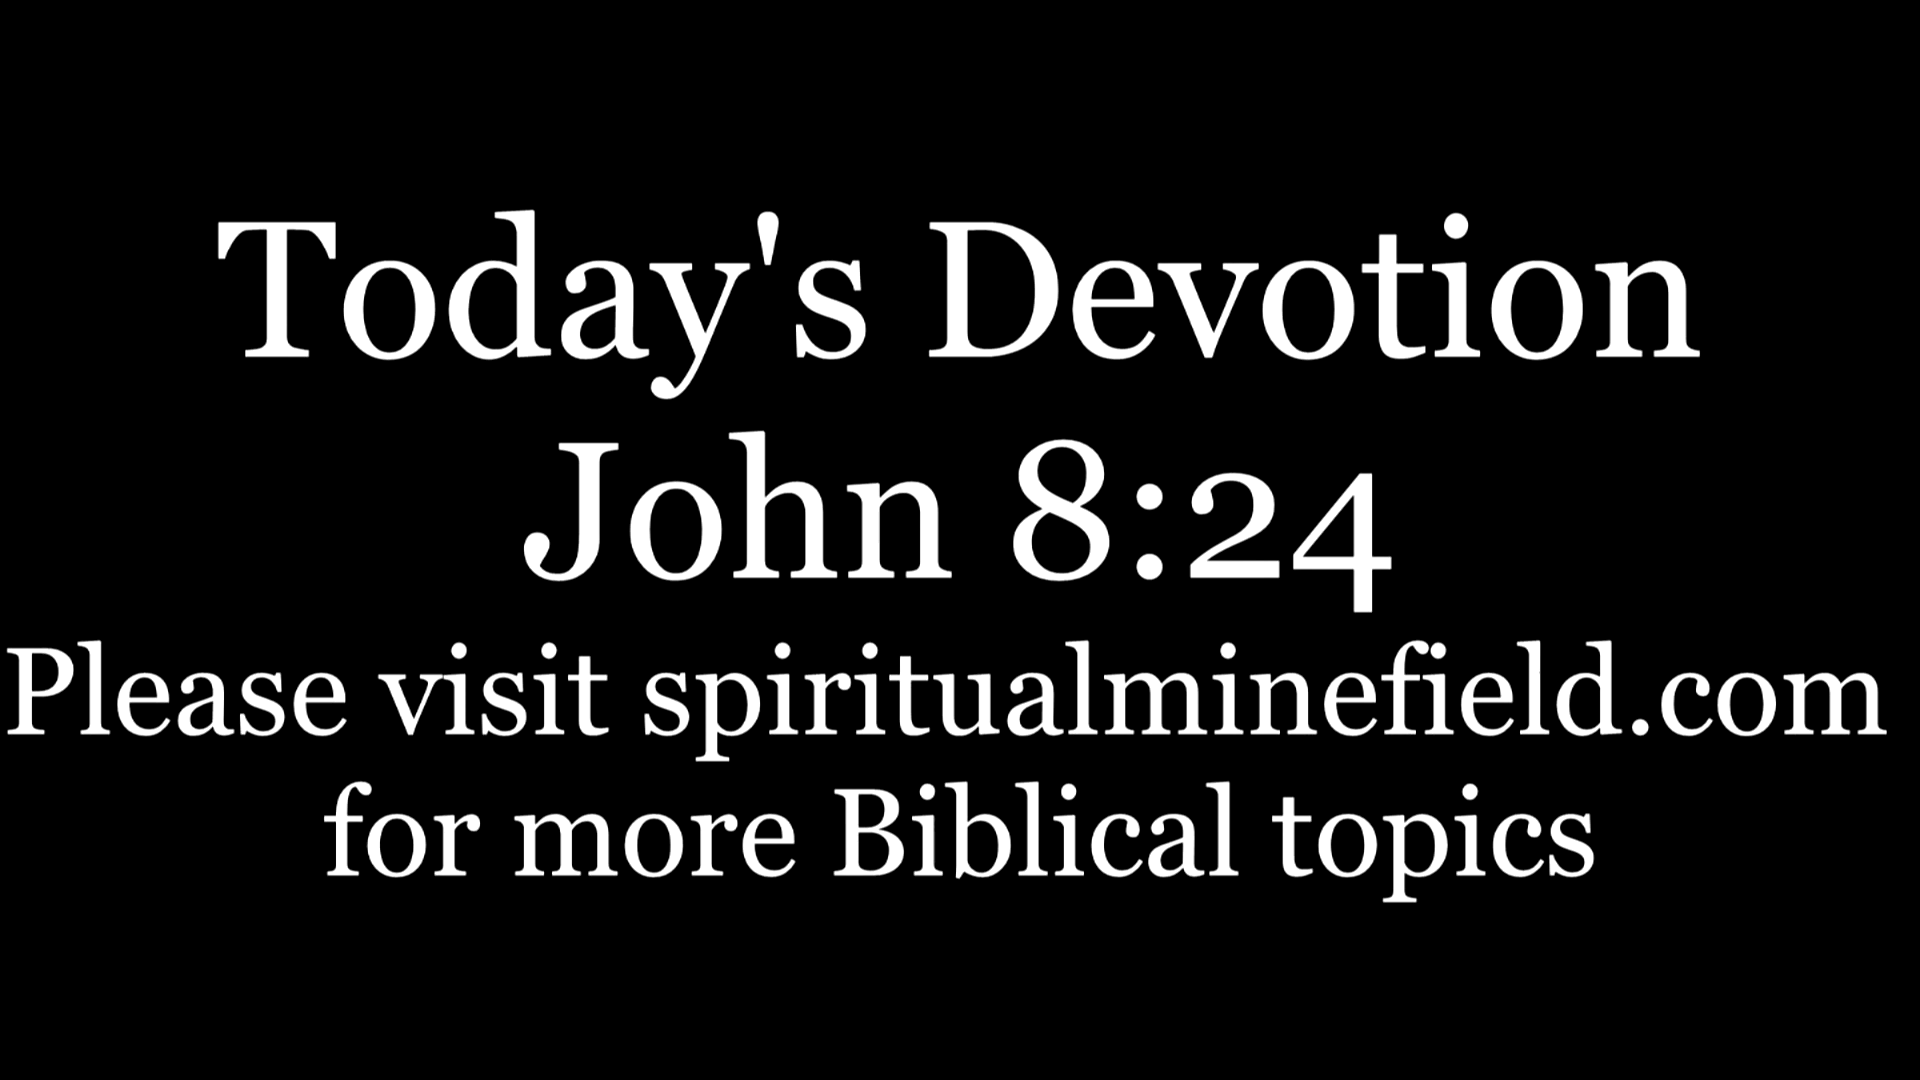 Today's Devotion
John 8:24
Please visit spiritualminefield.com
for more Biblical topics